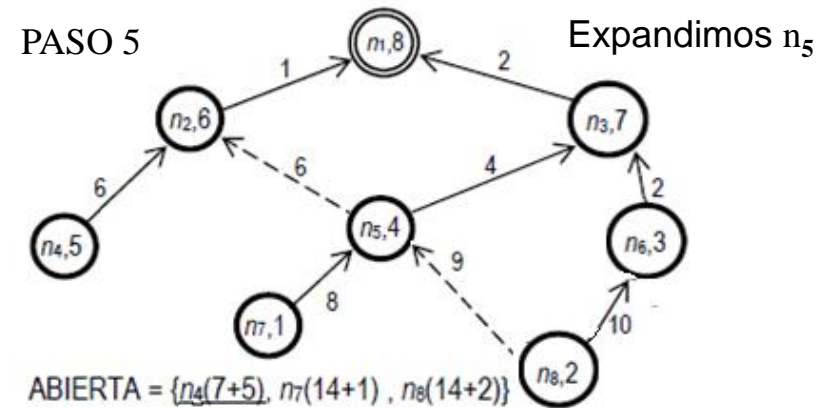 PASO 5
Expandimos n₅
n₁,8
1
2
n₂,6
n₃,7
6
6
4
2
n₄,5
n₅,4
n₆,3
9
8
n₇,1
10
n₈,2
ABIERTA = {n₄(7+5), n₇(14+1) , n₈(14+2)}